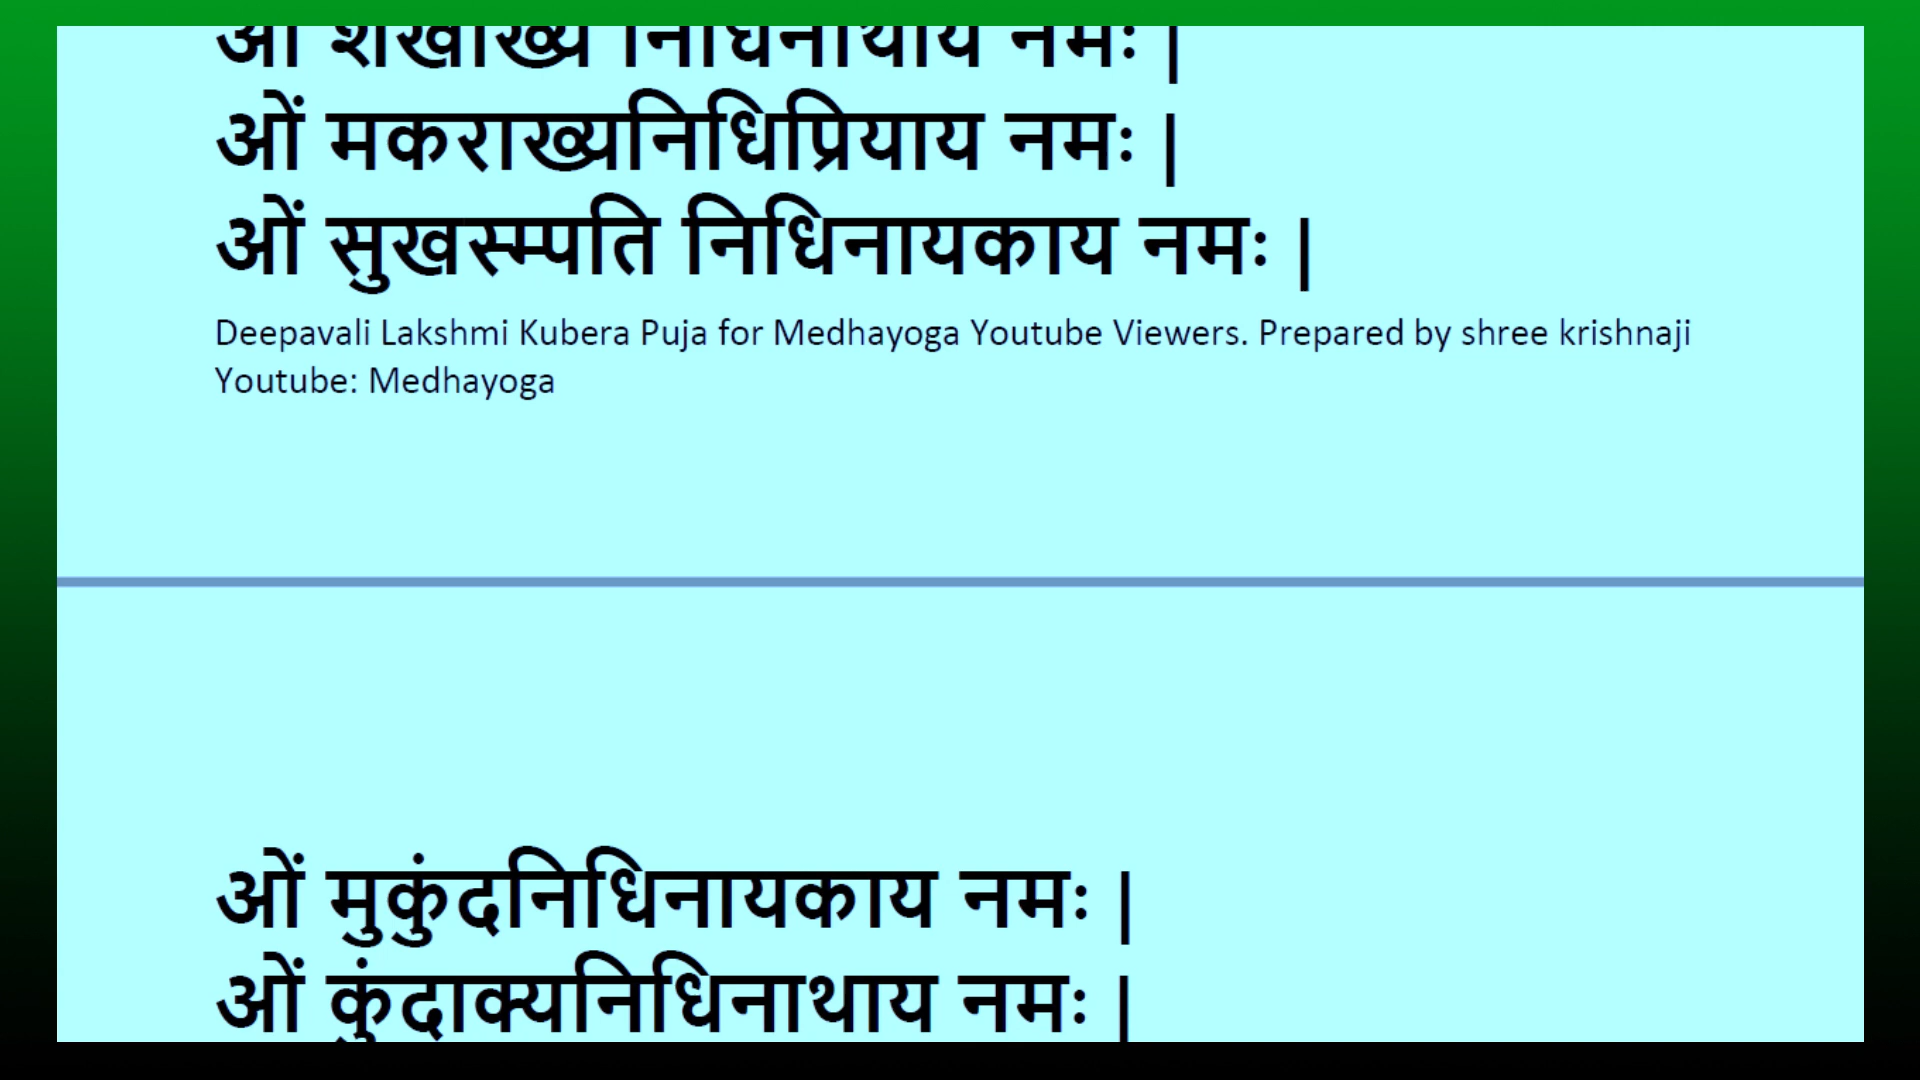 ओं शंखाख्य निधिनाथाय नमः |
ओं मकराख्यनिधिप्रियाय नमः |
ओं सुखस्म्पति निधिनायकाय नमः |
Deepavali Lakshmi Kubera Puja for Medhayoga Youtube Viewers. Prepared by shree krishnaji
Youtube: Medhayoga
ओं मुकुंदनिधिनायकाय नमः |
ओं कुंदाक्यनिधिनाथाय नमः |